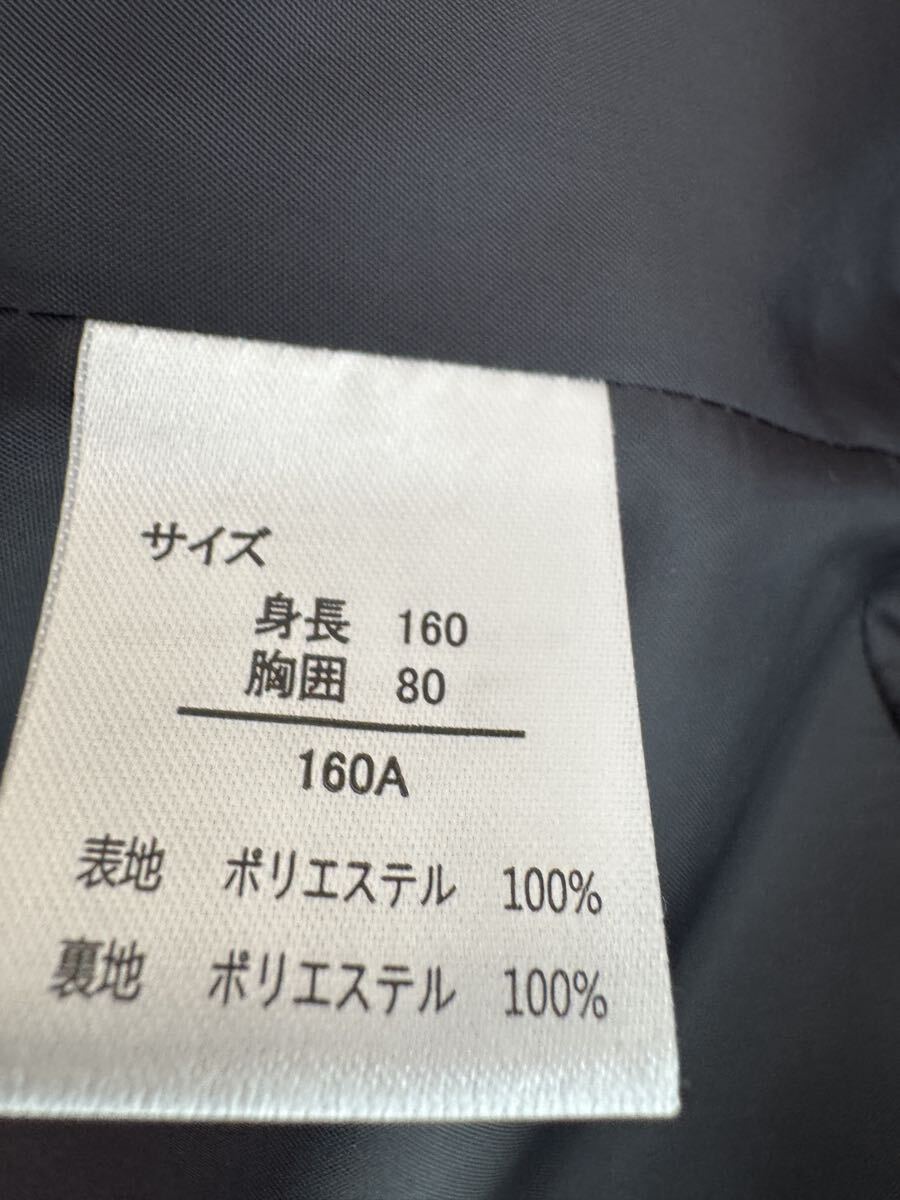 サイズ
身長 160
胸囲 80
160A
表地 ポリエステル 100%
裏地 ポリエステル 100%